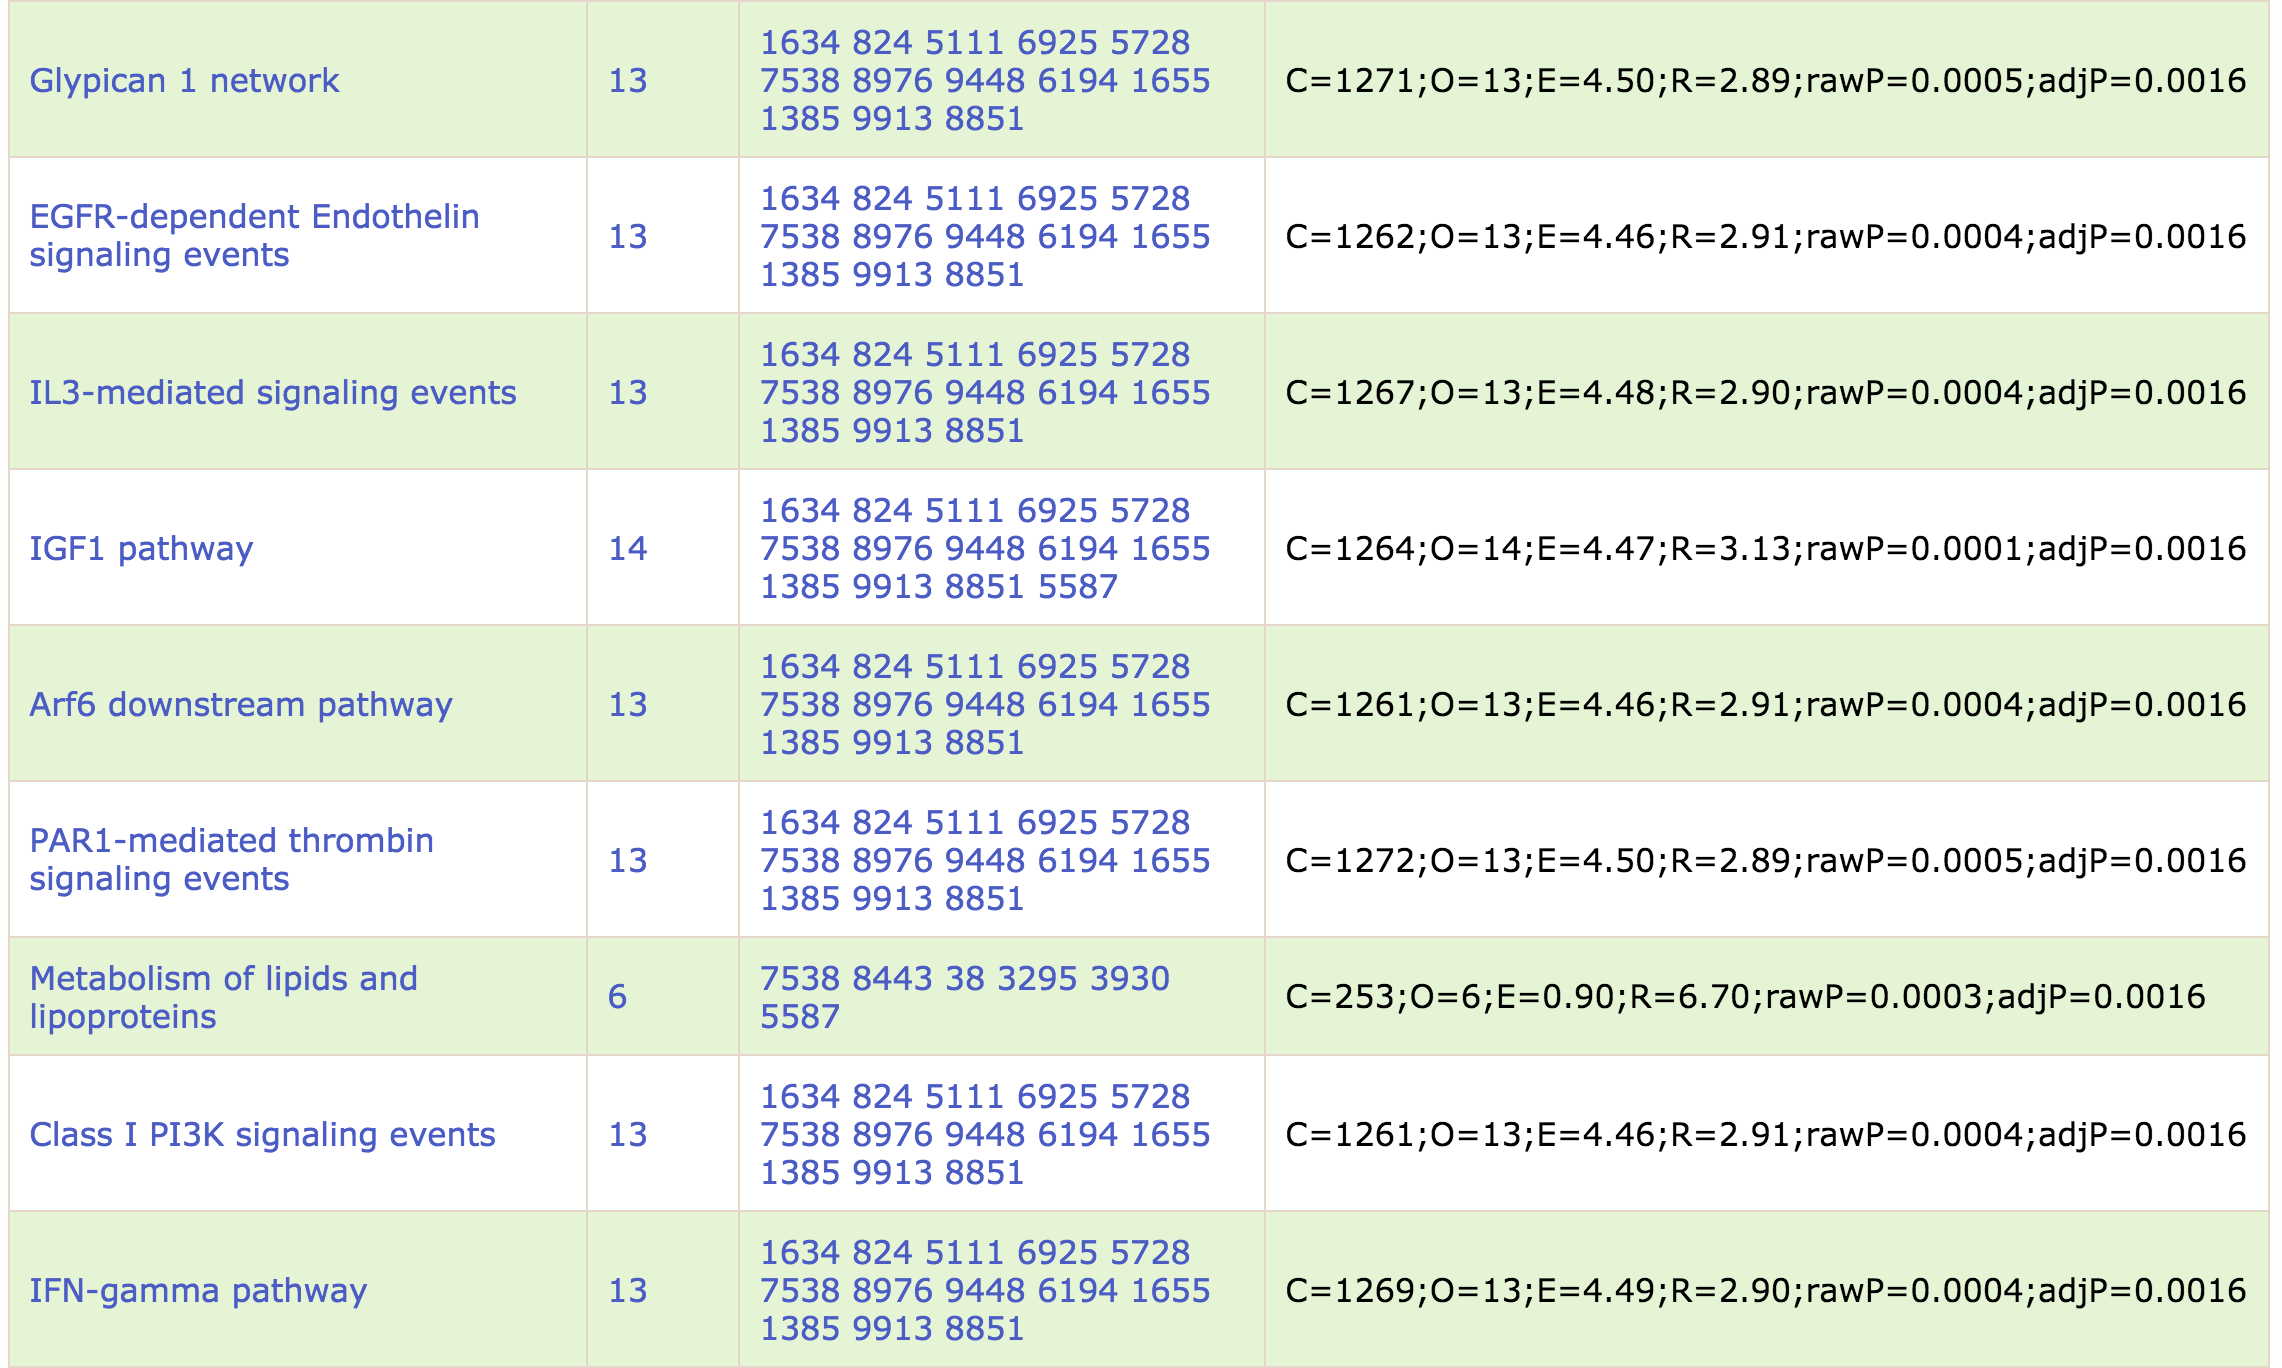 Glypican 1 network
13
1634 824 5111 6925 5728
7538 8976 9448 6194 1655
1385 9913 8851
C=1271;O=13;E=4.50;R=2.89;rawP=0.0005;adjP=0.0016
EGFR-dependent Endothelin
signaling events
13
1634 824 5111 6925 5728
7538 8976 9448 6194 1655
1385 9913 8851
C=1262;O=13;E=4.46;R=2.91;rawP=0.0004;adjP=0.0016
IL3-mediated signaling events
13
1634 824 5111 6925 5728
7538 8976 9448 6194 1655
1385 9913 8851
C=1267;O=13;E=4.48;R=2.90;rawP=0.0004;adjP=0.0016
IGF1 pathway
14
1634 824 5111 6925 5728
7538 8976 9448 6194 1655
1385 9913 8851 5587
C=1264;O=14;E=4.47;R=3.13;rawP=0.0001;adjP=0.0016
Arf6 downstream pathway
13
1634 824 5111 6925 5728
7538 8976 9448 6194 1655
1385 9913 8851
C=1261;O=13;E=4.46;R=2.91;rawP=0.0004;adjP=0.0016
PAR1-mediated thrombin
signaling events
13
1634 824 5111 6925 5728
7538 8976 9448 6194 1655
1385 9913 8851
C=1272;O=13;E=4.50;R=2.89;rawP=0.0005;adjP=0.0016
Metabolism of lipids and
lipoproteins
6
7538 8443 38 3295 3930
5587
C=253;O=6;E=0.90;R=6.70;rawP=0.0003;adjP=0.0016
Class I PI3K signaling events
13
1634 824 5111 6925 5728
7538 8976 9448 6194 1655
1385 9913 8851
C=1261;O=13;E=4.46;R=2.91;rawP=0.0004;adjP=0.0016
IFN-gamma pathway
13
1634 824 5111 6925 5728
7538 8976 9448 6194 1655
1385 9913 8851
C=1269;O=13;E=4.49;R=2.90;rawP=0.0004;adjP=0.0016